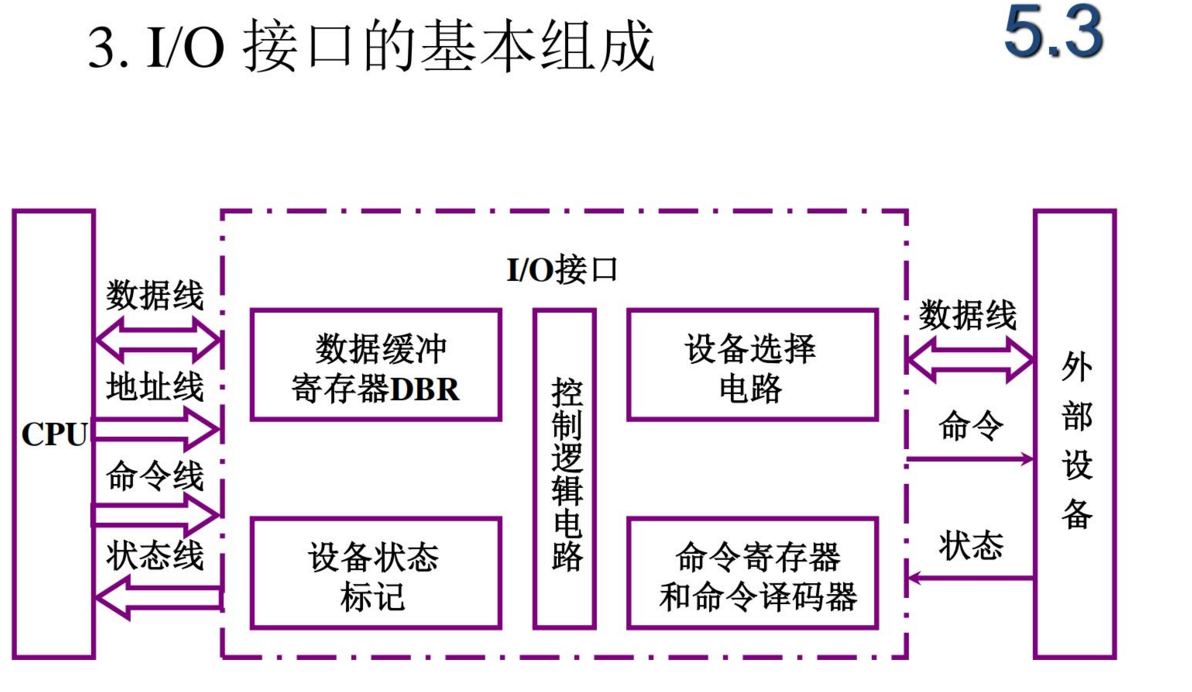 3. I/O 接口的基本组成
5.3
I/O接口
CPU
数据线
地址线
命令线
状态线
数据缓冲
寄存器DBR
设备状态
标记
控制逻辑电路
设备选择
电路
命令寄存器
和命令译码器
数据线
命令
状态
外部设备